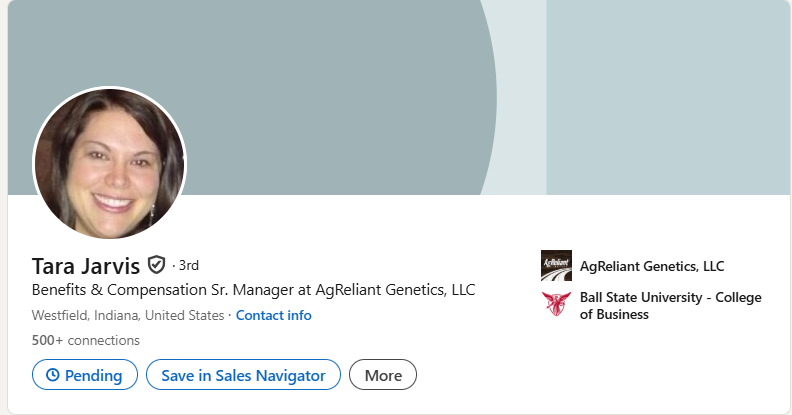 Tara Jarvis · 3rd
Benefits & Compensation Sr. Manager at AgReliant Genetics, LLC
Westfield, Indiana, United States · Contact info
500+ connections
Pending
Save in Sales Navigator
More
AgReliant
AgReliant Genetics, LLC
Ball State University - College
of Business